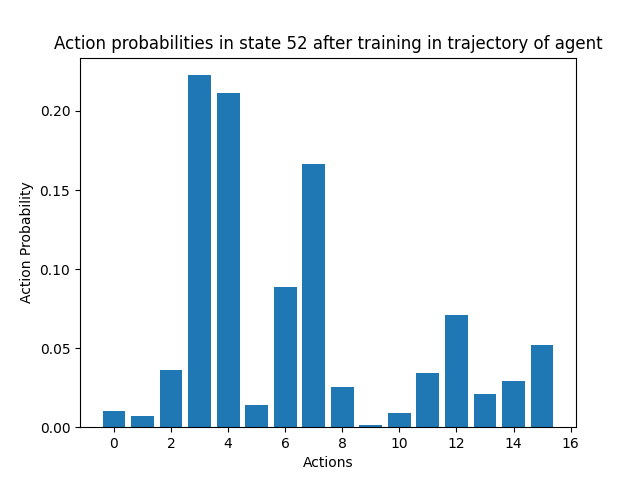 Action probabilities in state 52 after training in trajectory of agent
Action Probability
0.20
0.15
0.10
0.05
0.00
0 2 4 6 8 10 12 14 16
Actions